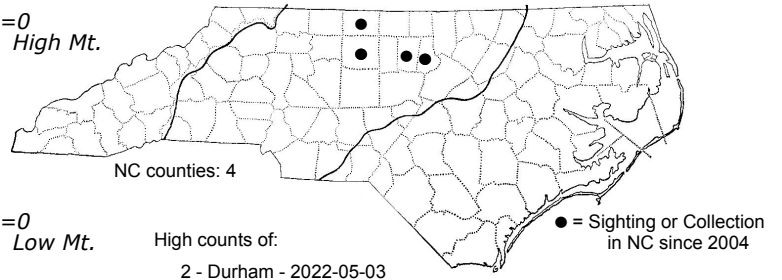 =0
High Mt.
NC counties: 4
=0
Low Mt.
High counts of:
2 - Durham - 2022-05-03
● = Sighting or Collection
in NC since 2004